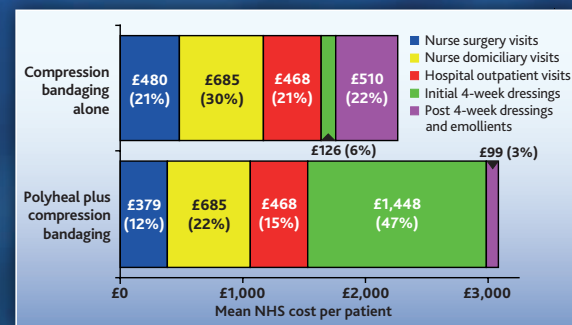 Nurse surgery visits
Nurse domiciliary visits
Hospital outpatient visits
Initial 4-week dressings
Post 4-week dressings
and emollients
Compression
bandaging
alone
£480
(21%)
£685
(30%)
£468
(21%)
£510
(22%)
£126 (6%)
£99 (3%)
Polyheal plus
compression
bandaging
£379
(12%)
£685
(22%)
£468
(15%)
£1,448
(47%)
£0
£1,000
£2,000
£3,000
Mean NHS cost per patient